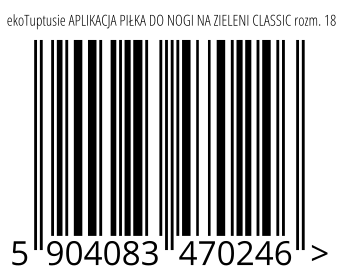 ekoTuptusie APLIKACJA PIŁKA DO NOGI NA ZIELENI CLASSIC rozm. 18
5 904083 470246 >